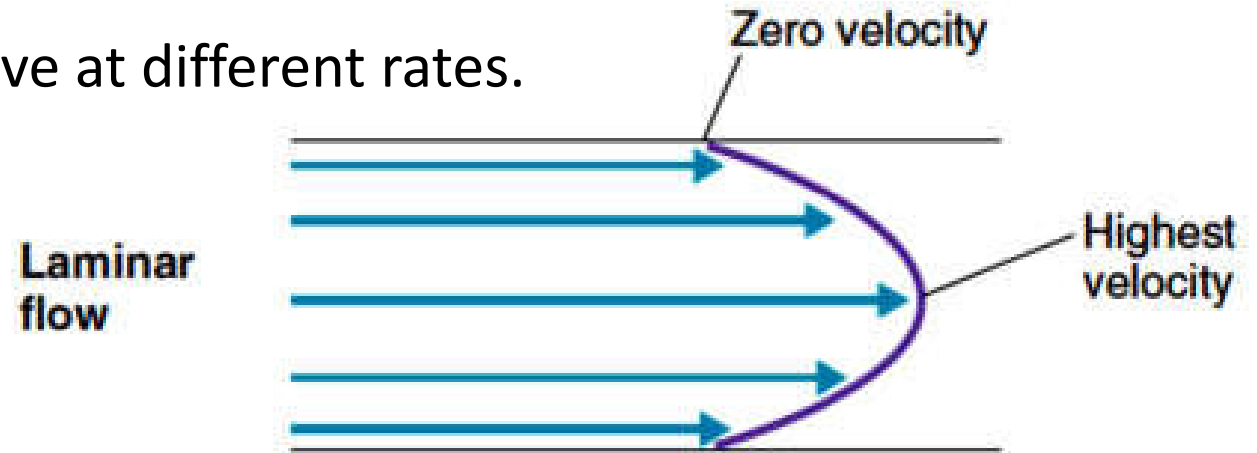 Zero velocity
ve at different rates.
Highest
velocity
Laminar
flow